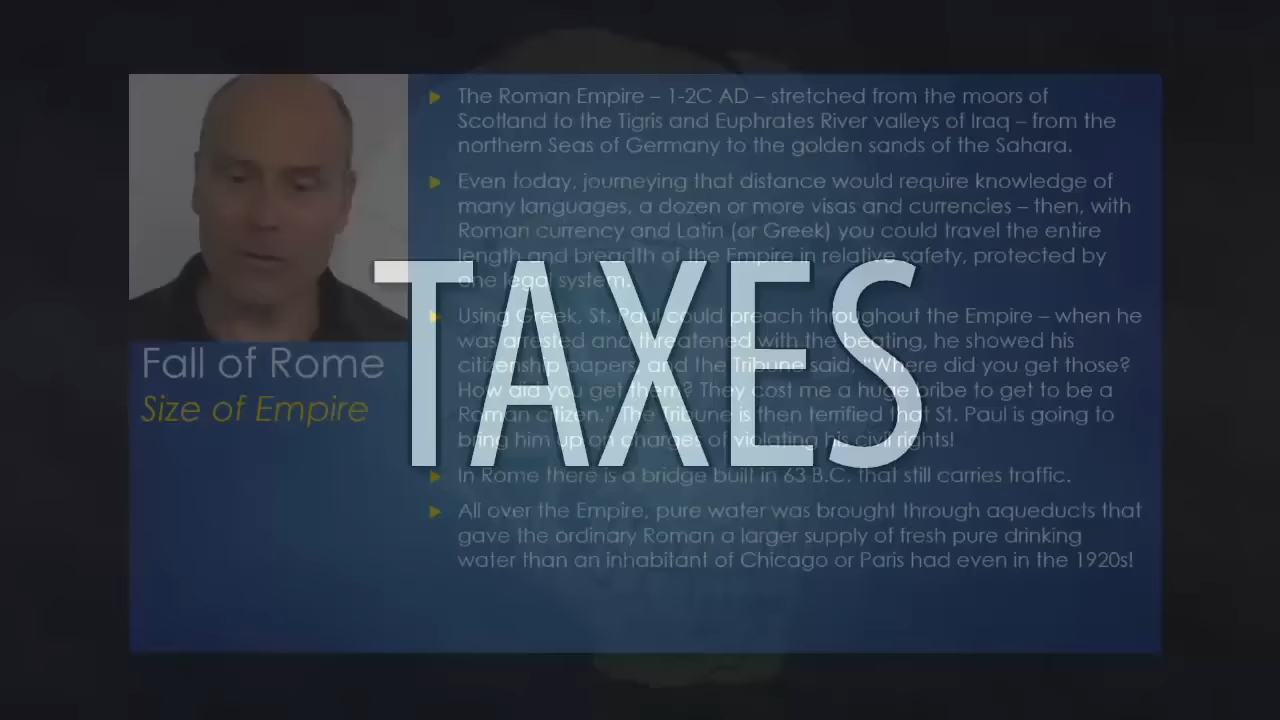 The Roman Empire – 1-2C AD – stretched from the moors of
Scotland to the Tigris and Euphrates River valleys of Iraq – from the
northern Seas of Germany to the golden sands of the Sahara.
Even today, journeying that distance would require knowledge of
many languages, a dozen or more visas and currencies – then, with
Roman currency and Latin (or Greek) you could travel the entire
length and breadth of the Empire in relative safety, protected by
one legal system.
Using Greek, St. Paul could preach throughout the Empire – when he
was arrested and threatened with the beating, he showed his
citizenship papers, and the Tribune said, “Where did you get those?
How did you get them? They cost me a huge bribe to get to be a
Roman citizen.” The Tribune is then terrified that St. Paul is going to
bring him up on charges of violating his civil rights!
In Rome there is a bridge built in 63 B.C. that still carries traffic.
All over the Empire, pure water was brought through aqueducts that
gave the ordinary Roman a larger supply of fresh pure drinking
water than an inhabitant of Chicago or Paris had even in the 1920s!
Fall of Rome
Size of Empire
TAXES